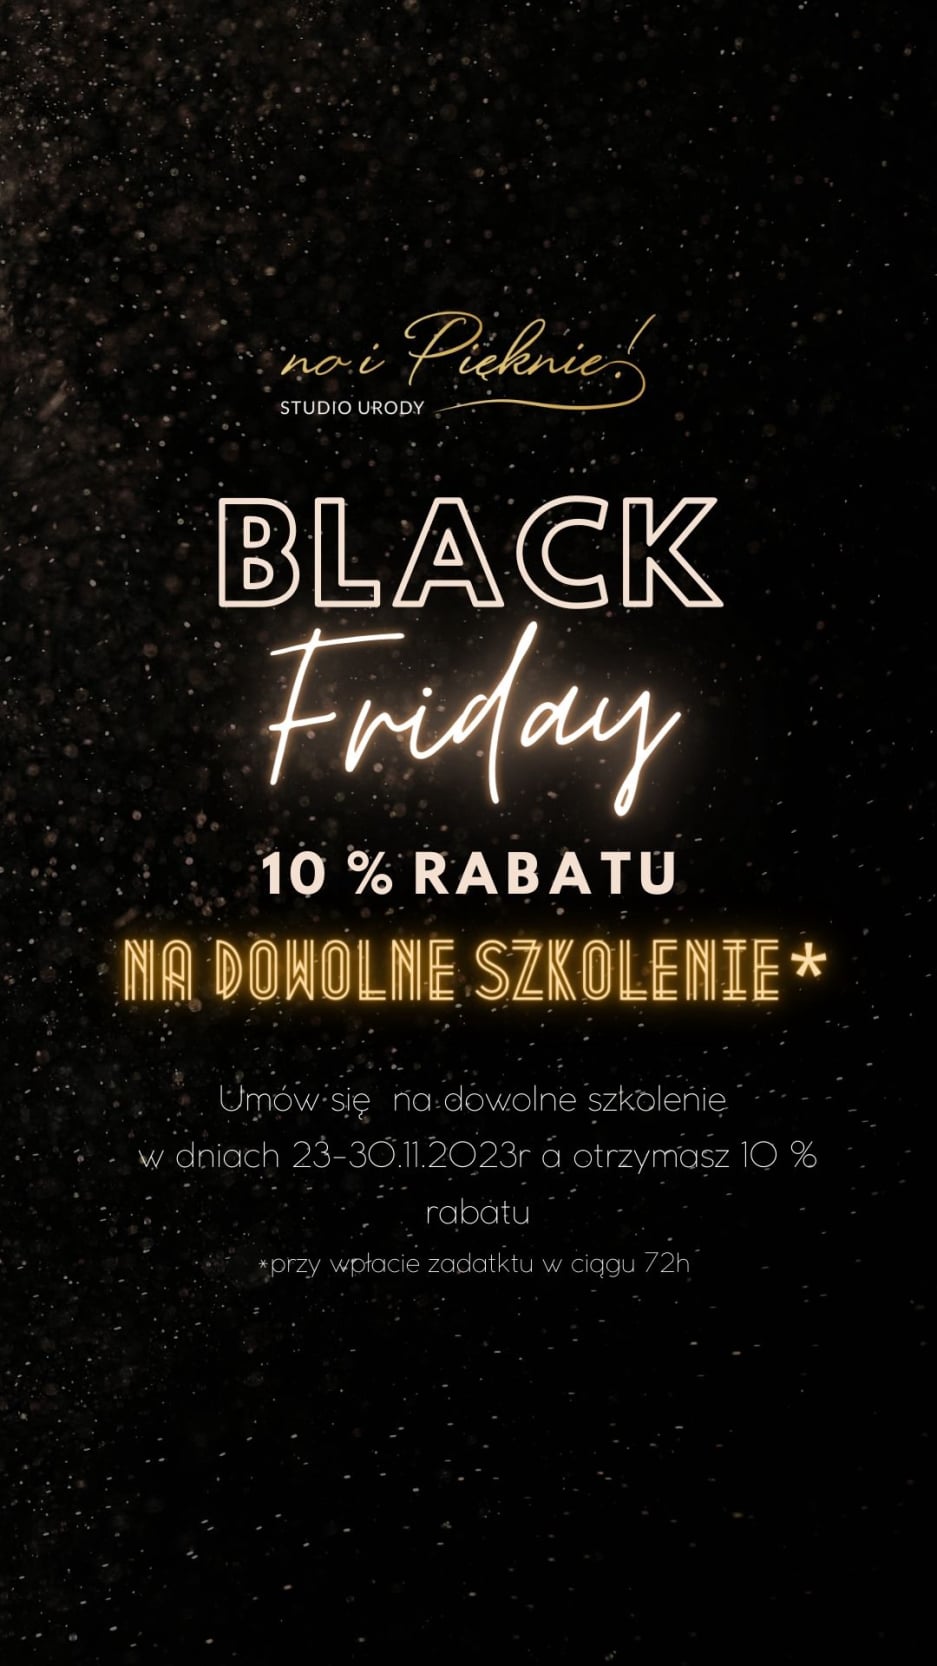 no i Pięknie!
STUDIO URODY
BLACK
Friday
10 % RABATU
NA DOWOLNE SZKOLENIE*
Umów się na dowolne szkolenie
w dniach 23-30.11.2023r a otrzymasz 10 %
rabatu
*przy wpłacie zadatktu w ciągu 72h